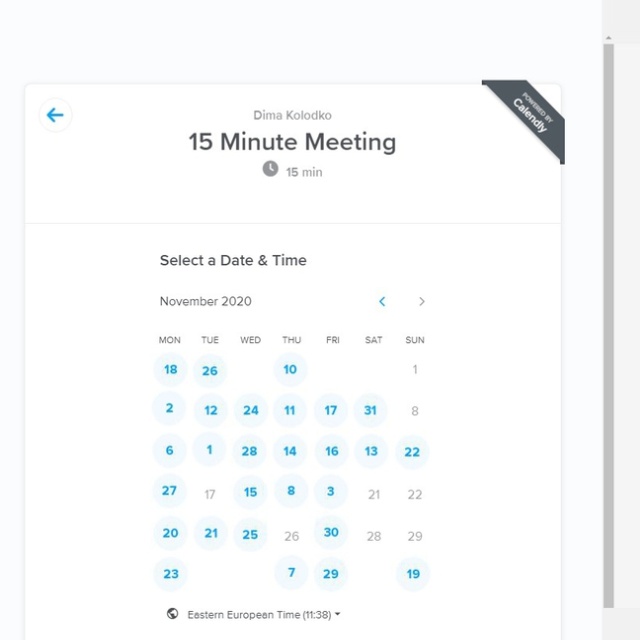 POWERED BY
Calendly
Dima Kolodko
15 Minute Meeting
15 min
Select a Date & Time
November 2020
MON TUE WED THU FRI SAT SUN
18 26 10 1
2 12 24 11 17 31 8
6 1 28 14 16 13 22
27 17 15 8 3 21 22
20 21 25 26 30 28 29
23 7 29 19
Eastern European Time (11:38)